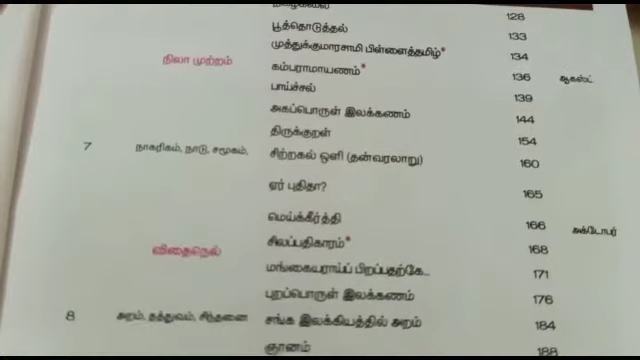 128
பூத்தொடுத்தல் 133
முத்துக்குமாரசாமி பிள்ளைத்தமிழ்* 134
நிலா முற்றம் கம்பராமாயணம்* 136 ஆகஸ்ட்
பாய்ச்சல் 139
அகப்பொருள் இலக்கணம் 144
திருக்குறள் 154
7 நாகரிகம், நாடு, சமூகம், சிற்றகல் ஒளி (தன்வரலாறு) 160
ஏர் புதிதா? 165
மெய்க்கீர்த்தி 166 அக்டோபர்
விதைநெல் சிலப்பதிகாரம்* 168
மங்கையராய்ப் பிறப்பதற்கே... 171
புறப்பொருள் இலக்கணம் 176
8 அறம், தத்துவம், சிந்தனை சங்க இலக்கியத்தில் அறம் 184
ஞானம் 188